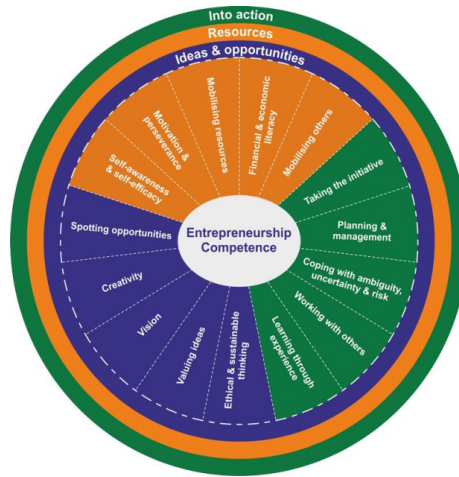 Into action
Resources
Ideas & opportunities
Self-awareness
& self-efficacy
Motivation &
perseverance
Mobilising resources
Financial & economic
literacy
Mobilising others
Taking the initiative
Planning &
management
Coping with ambiguity,
uncertainty & risk
Working with others
Learning through
experience
Ethical & sustainable
thinking
Valuing ideas
Vision
Creativity
Spotting opportunities
Entrepreneurship
Competence